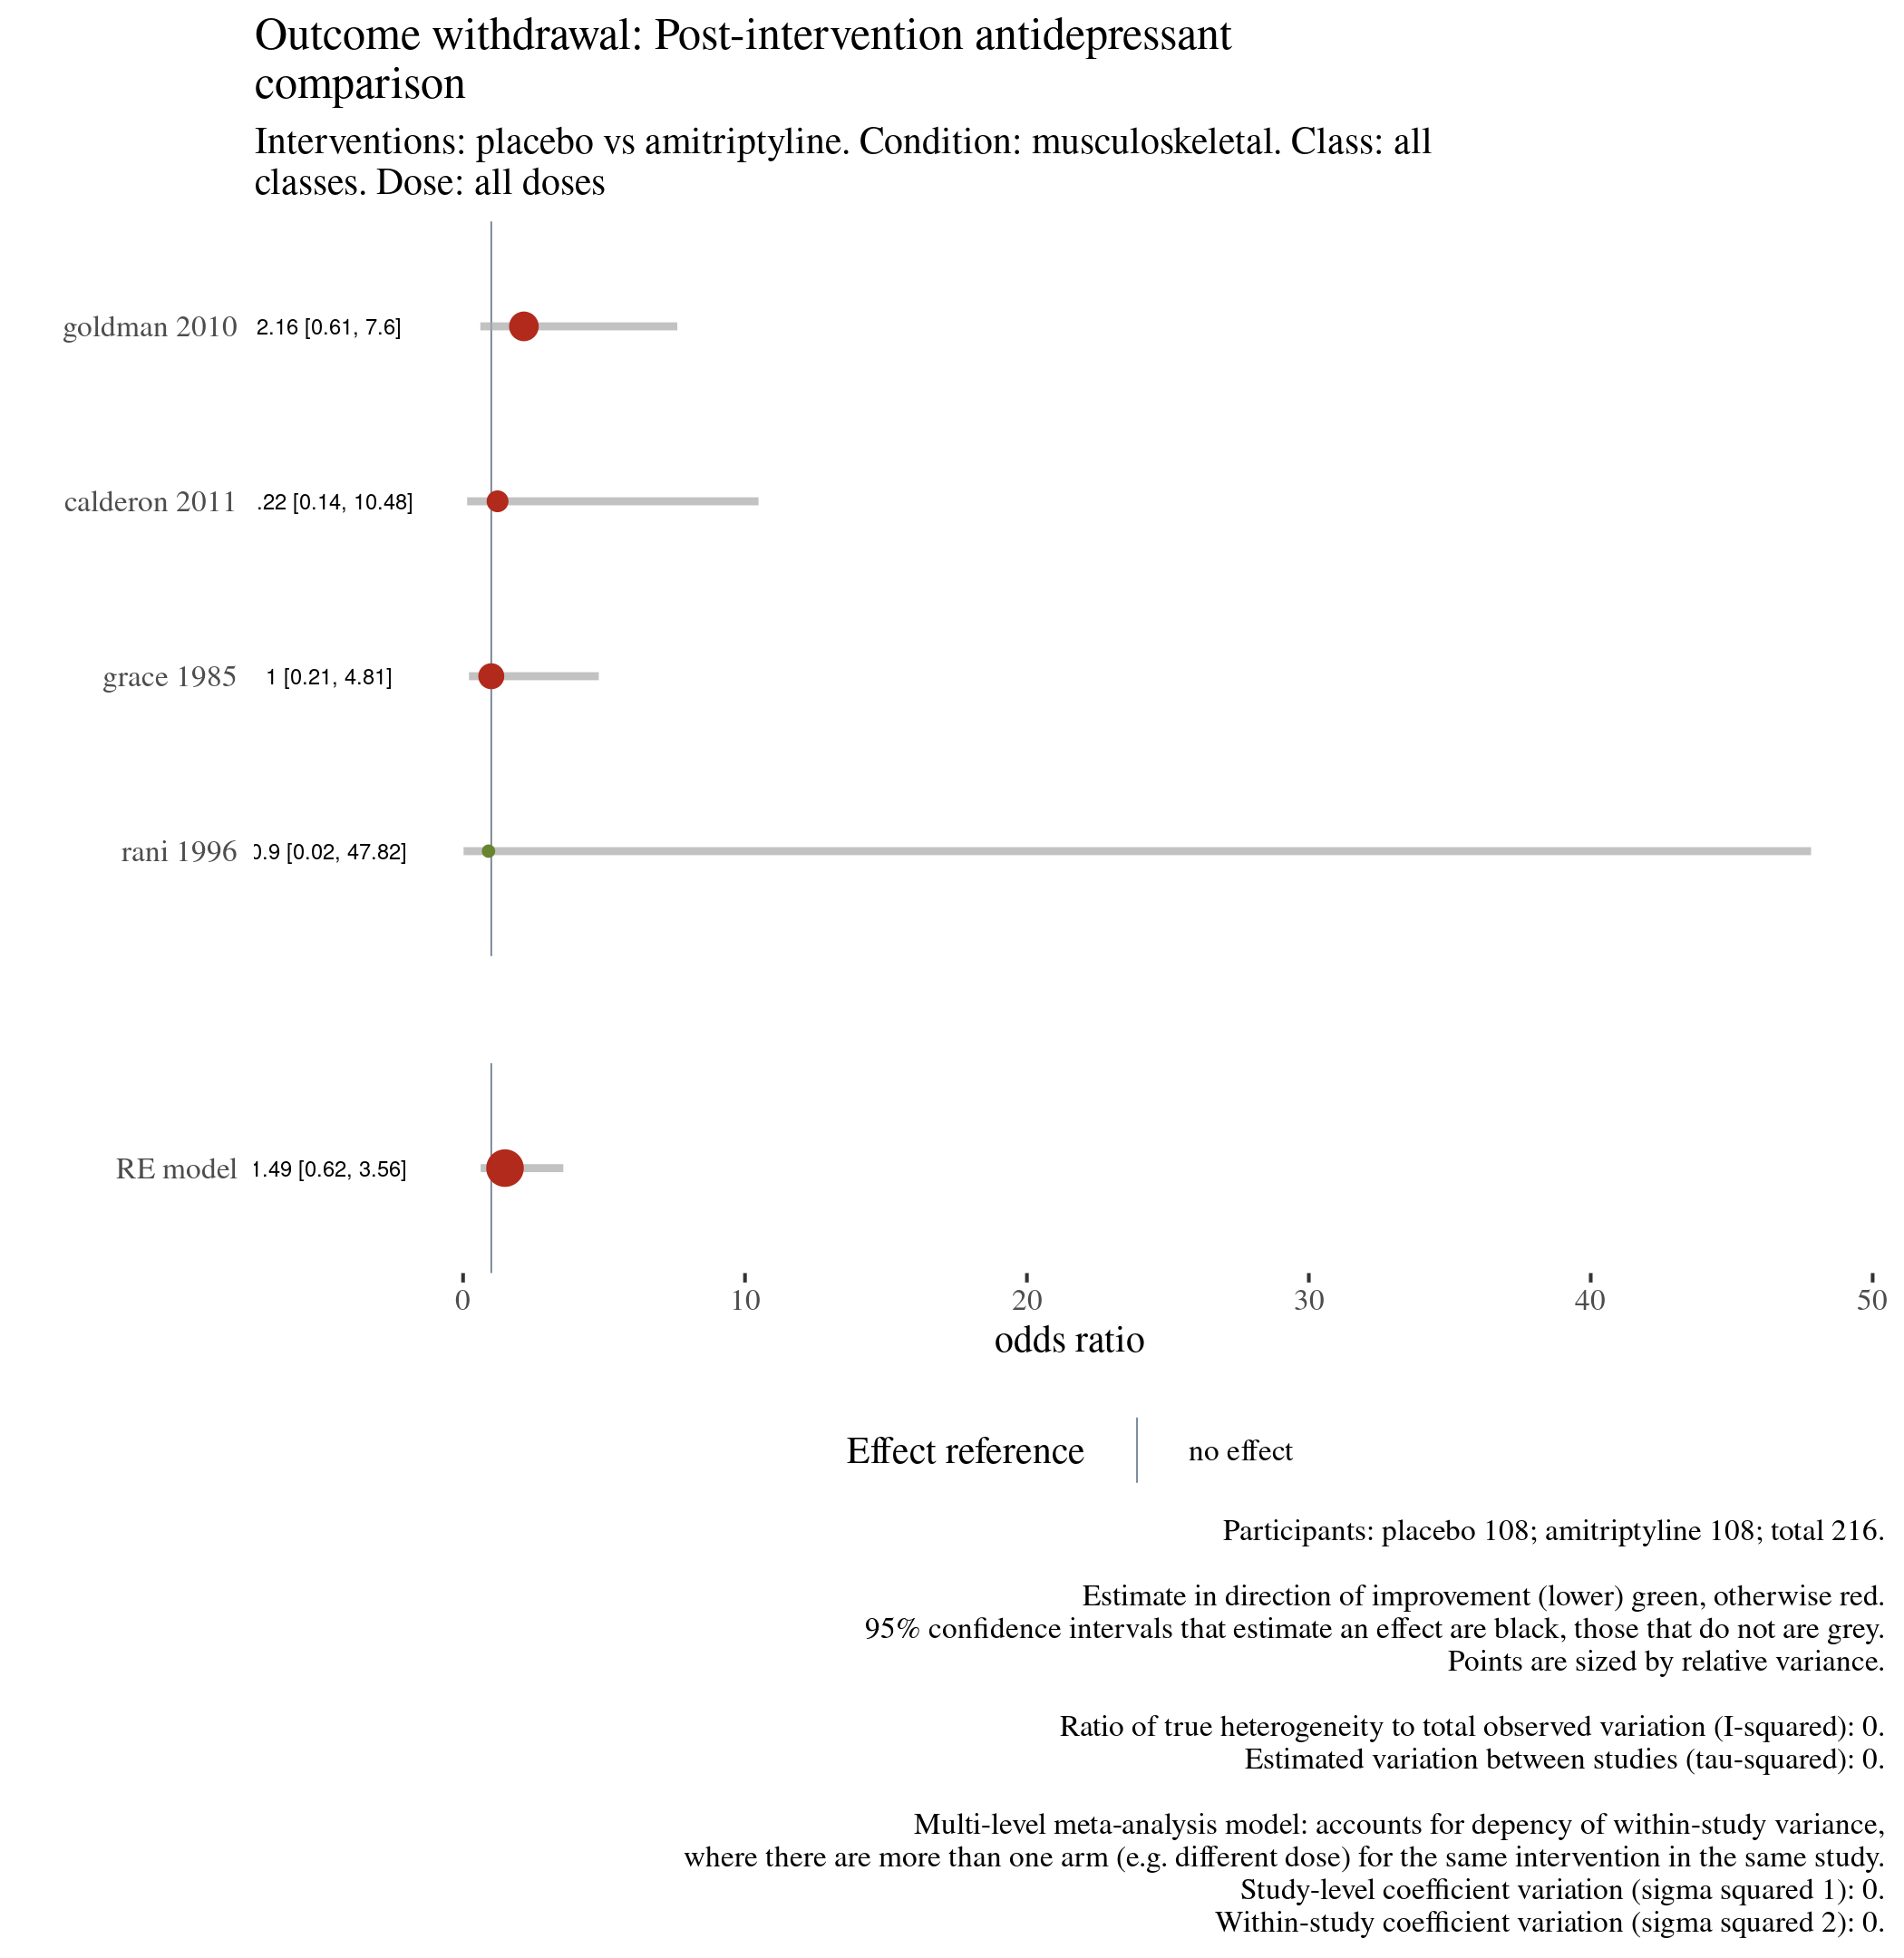 Outcome withdrawal: Post-intervention antidepressant
comparison
Interventions: placebo vs amitriptyline. Condition: musculoskeletal. Class: all
classes. Dose: all doses
goldman 2010 2.16 [0.61, 7.6]
calderon 2011 .22 [0.14, 10.48]
grace 1985 1 [0.21, 4.81]
rani 1996 0.9 [0.02, 47.82]
RE model 1.49 [0.62, 3.56]
0 10 20 30 40 50
odds ratio
Effect reference no effect
Participants: placebo 108; amitriptyline 108; total 216.
Estimate in direction of improvement (lower) green, otherwise red.
95% confidence intervals that estimate an effect are black, those that do not are grey.
Points are sized by relative variance.
Ratio of true heterogeneity to total observed variation (I-squared): 0.
Estimated variation between studies (tau-squared): 0.
Multi-level meta-analysis model: accounts for depency of within-study variance,
where there are more than one arm (e.g. different dose) for the same intervention in the same study.
Study-level coefficient variation (sigma squared 1): 0.
Within-study coefficient variation (sigma squared 2): 0.